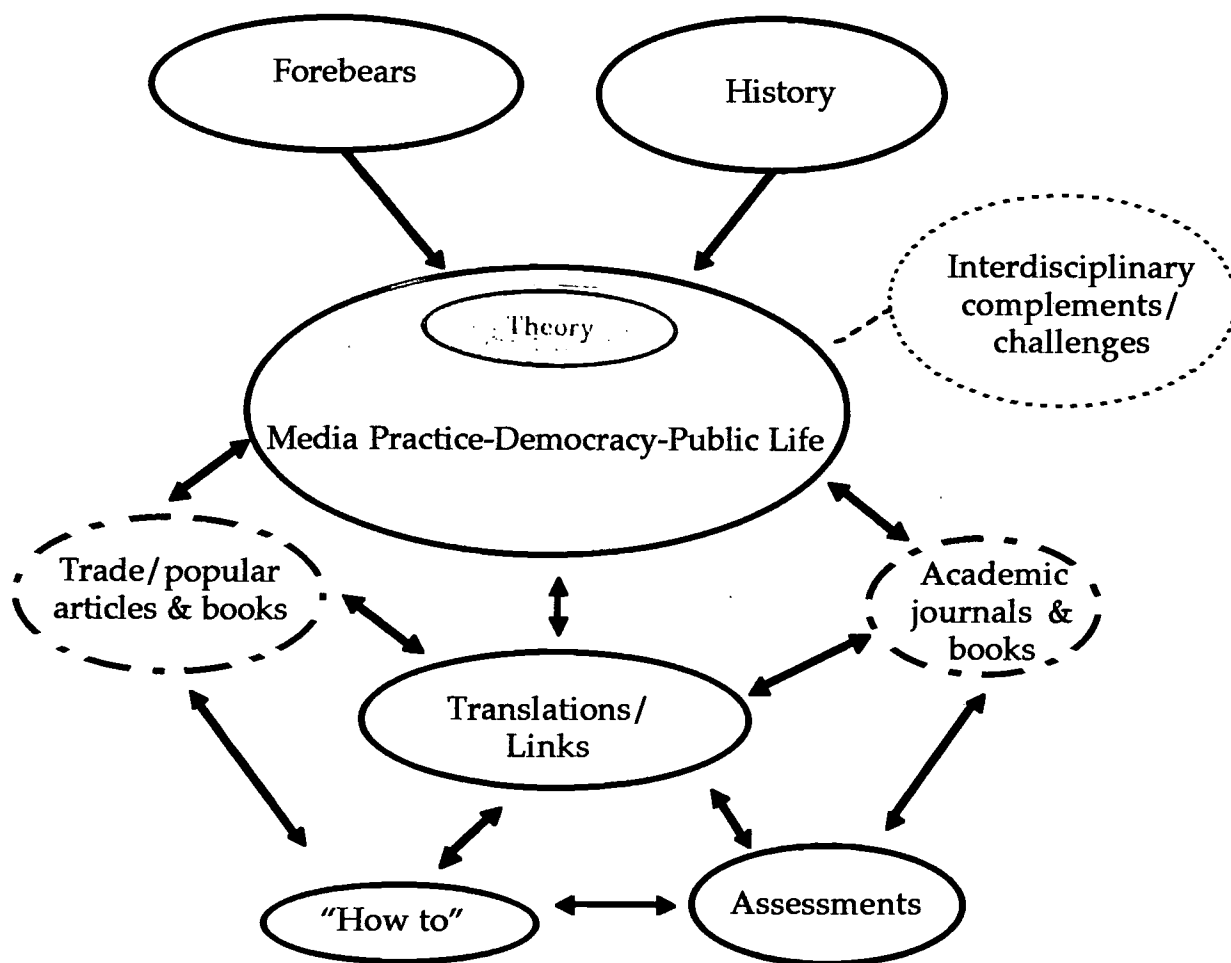 Forebears
History
Interdisciplinary
complements/
challenges
Theory
Media Practice-Democracy-Public Life
Trade/popular
articles & books
Academic
journals &
books
Translations/
Links
"How to"
Assessments